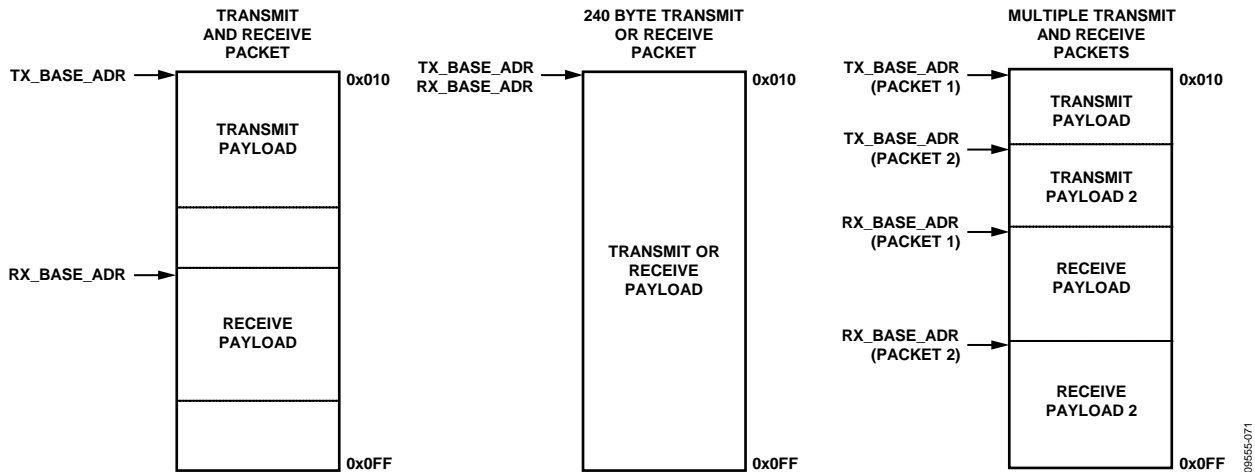 TRANSMIT
AND RECEIVE
PACKET
TX_BASE_ADR
0x010
TRANSMIT
PAYLOAD
RX_BASE_ADR
RECEIVE
PAYLOAD
0x0FF
240 BYTE TRANSMIT
OR RECEIVE
PACKET
TX_BASE_ADR
RX_BASE_ADR
0x010
TRANSMIT OR
RECEIVE
PAYLOAD
0x0FF
MULTIPLE TRANSMIT
AND RECEIVE
PACKETS
TX_BASE_ADR
(PACKET 1)
0x010
TRANSMIT
PAYLOAD
TX_BASE_ADR
(PACKET 2)
TRANSMIT
PAYLOAD 2
RX_BASE_ADR
(PACKET 1)
RECEIVE
PAYLOAD
RX_BASE_ADR
(PACKET 2)
RECEIVE
PAYLOAD 2
0x0FF
09555-071